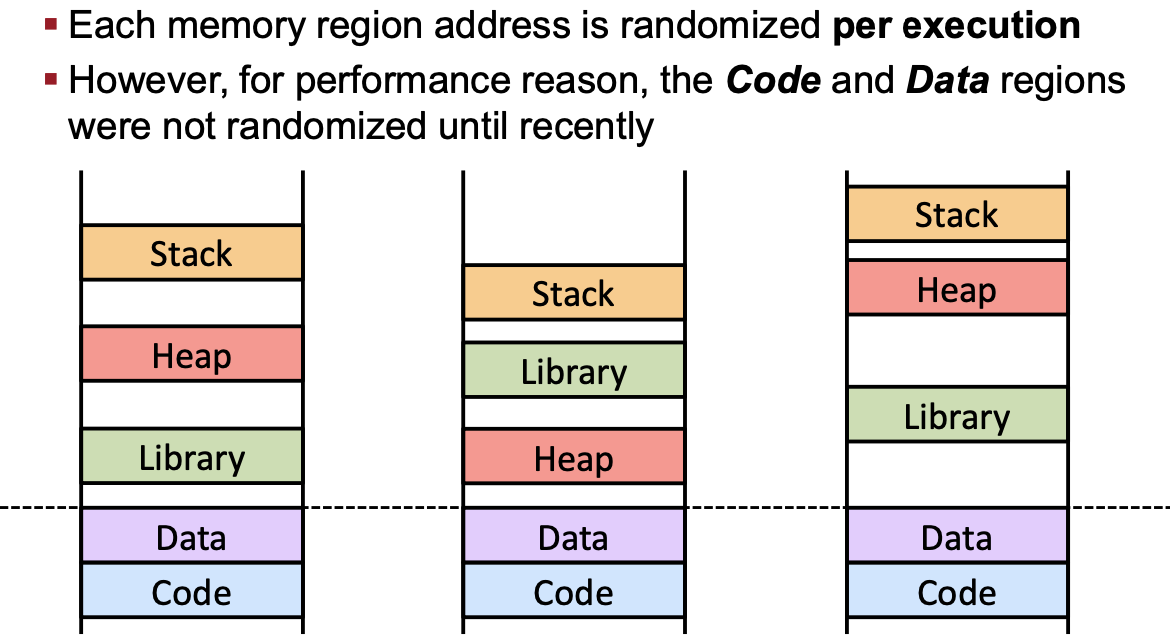 ▪ Each memory region address is randomized per execution
▪ However, for performance reason, the Code and Data regions
were not randomized until recently
Stack
Heap
Library
Data
Code
Stack
Library
Heap
Data
Code
Stack
Heap
Library
Data
Code